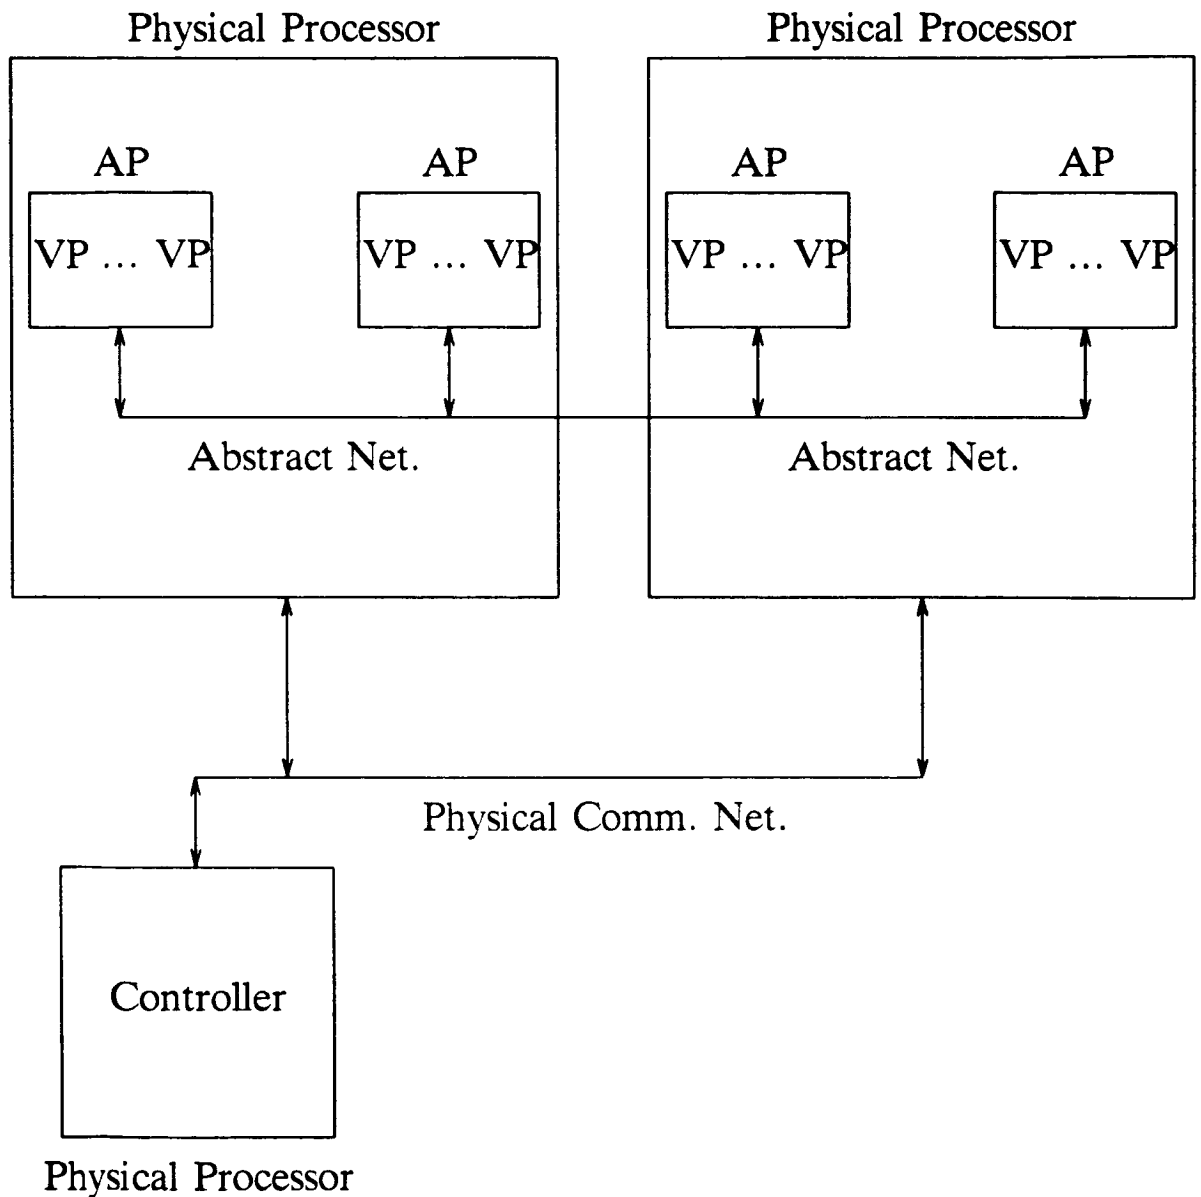 Physical Processor
Physical Processor
AP
AP
AP
AP
VP ... VP
VP ... VP
VP ... VP
VP ... VP
Abstract Net.
Abstract Net.
Physical Comm. Net.
Controller
Physical Processor